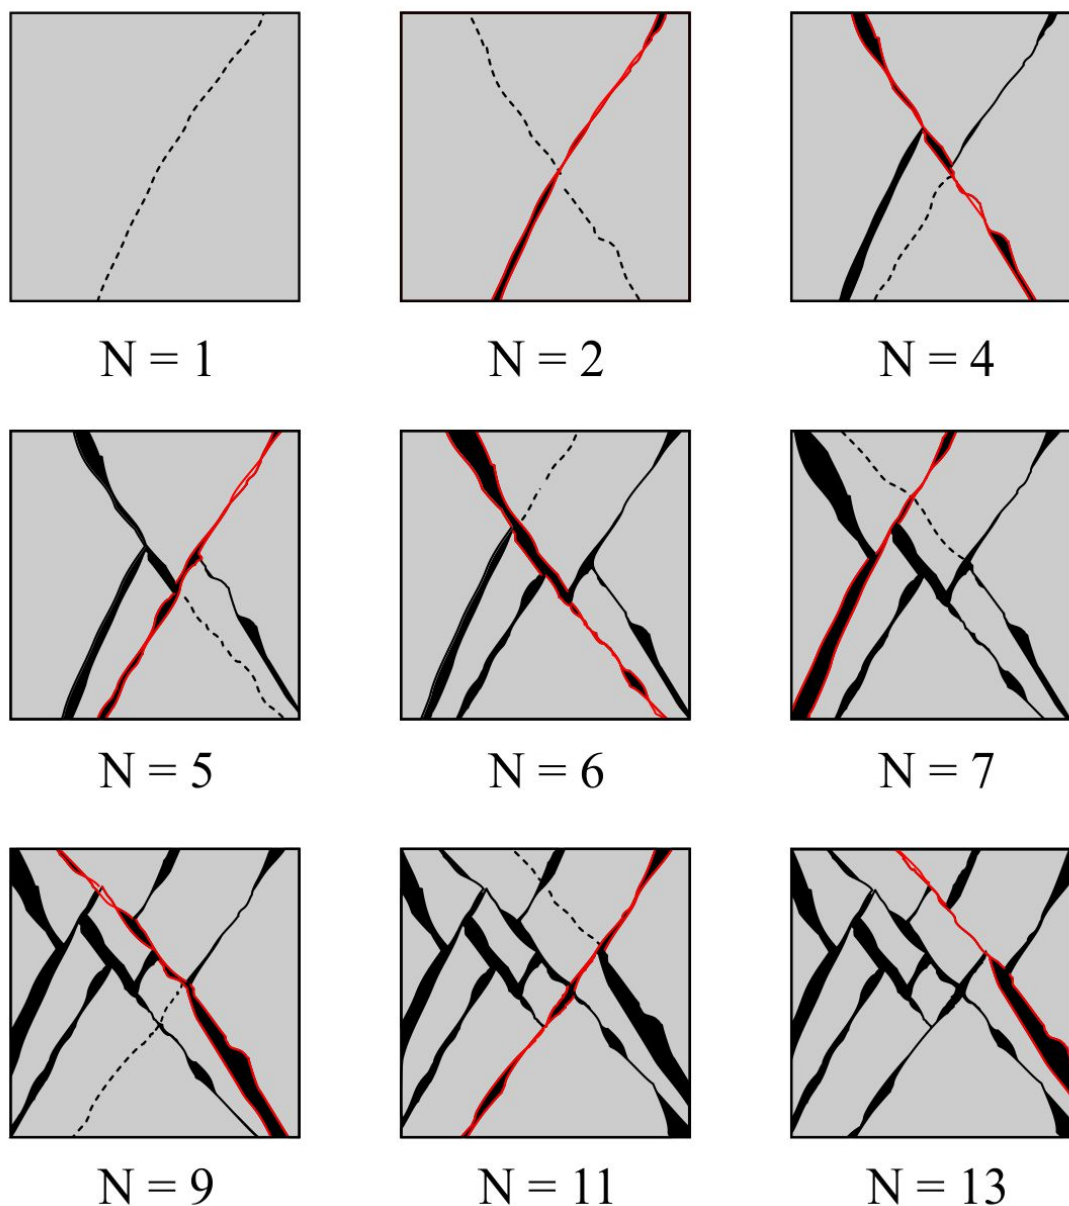 N = 1
N = 2
N = 4
N = 5
N = 6
N = 7
N = 9
N = 11
N = 13